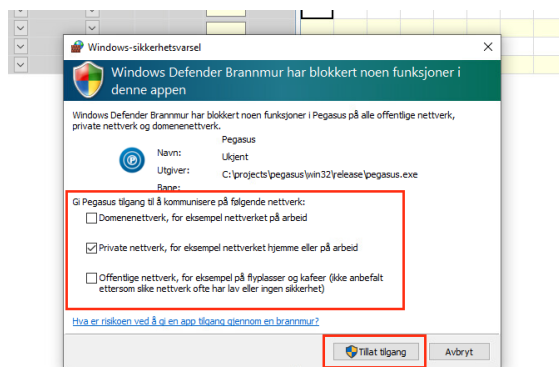 Windows-sikkerhetsvarsel
Windows Defender Brannmur har blokkert noen funksjoner i
denne appen
Windows Defender Brannmur har blokkert noen funksjoner i Pegasus på alle offentlige nettverk,
private nettverk og domenenettverk.
Pegasus
Navn: Ukjent
Utgiver: C:\projects\pegasus\win32\release\pegasus.exe
Bane:
Gi Pegasus tilgang til å kommunisere på følgende nettverk:
Domenenettverk, for eksempel nettverket på arbeid
Private nettverk, for eksempel nettverket hjemme eller på arbeid
Offentlige nettverk, for eksempel på flyplasser og kafeer (ikke anbefalt
ettersom slike nettverk ofte har lav eller ingen sikkerhet)
Hva er risikoen ved å gi en app tilgang gjennom en brannmur?
Tillat tilgang
Avbryt